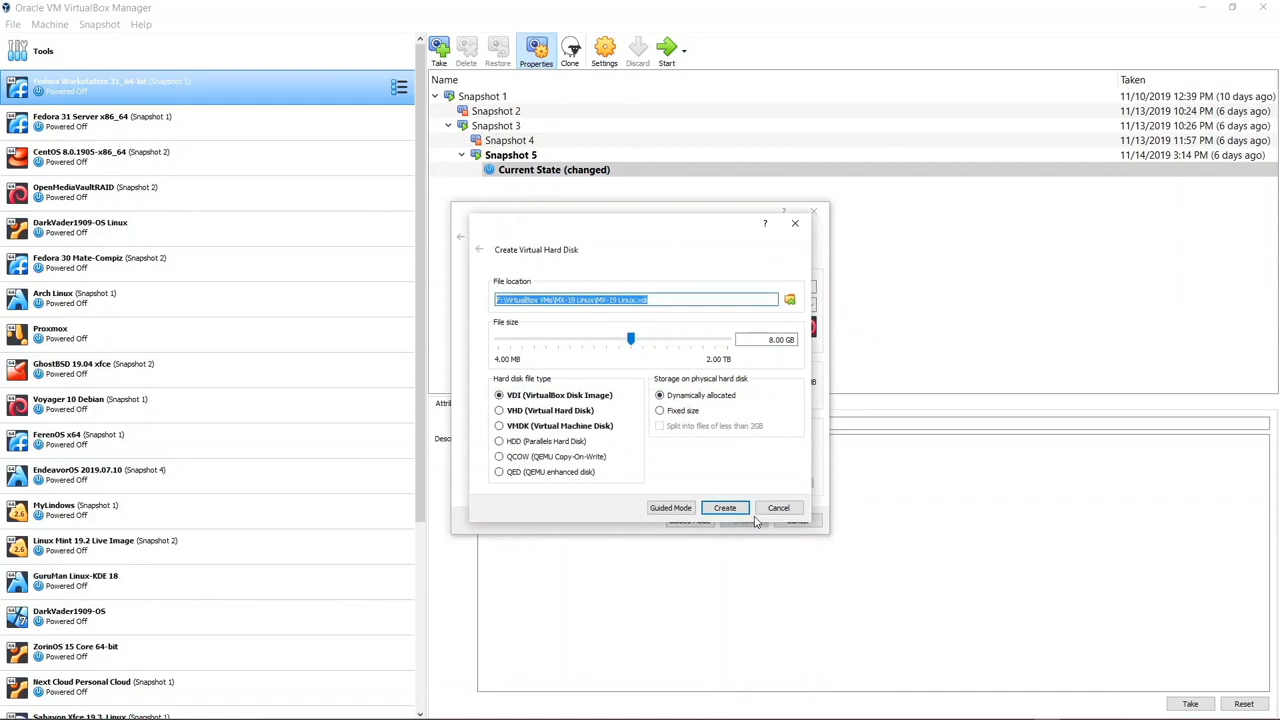 Oracle VM VirtualBox Manager
File Machine Snapshot Help
Tools
Fedora Workstation 31_64-bit (Snapshot 5)
Powered Off
Fedora 31 Server x86_64 (Snapshot 1)
Powered Off
CentOS 8.0.1905-x86_64 (Snapshot 2)
Powered Off
OpenMediaVaultRAID (Snapshot 2)
Powered Off
DarkVader1909-OS Linux
Powered Off
Fedora 30 Mate-Compiz (Snapshot 2)
Powered Off
Arch Linux (Snapshot 1)
Powered Off
Proxmox
Powered Off
GhostBSD 19.04 xfce (Snapshot 2)
Powered Off
Voyager 10 Debian (Snapshot 1)
Powered Off
FerenOS x64 (Snapshot 1)
Powered Off
EndeavorOS 2019.07.10 (Snapshot 4)
Powered Off
MyLindows (Snapshot 1)
Powered Off
Linux Mint 19.2 Live Image (Snapshot 2)
Powered Off
GuruMan Linux-KDE 18
Powered Off
DarkVader1909-OS
Powered Off
ZorinOS 15 Core 64-bit
Powered Off
Next Cloud Personal Cloud (Snapshot 1)
Powered Off
Sabayon Xfce 19.3 Linux (Snapshot 1)
Take Delete Restore Properties Clone Settings Discard Start
Name Taken
Snapshot 1 11/10/2019 12:39 PM (10 days ago)
Snapshot 2 11/13/2019 10:24 PM (6 days ago)
Snapshot 3 11/13/2019 10:26 PM (6 days ago)
Snapshot 4 11/13/2019 11:57 PM (6 days ago)
Snapshot 5 11/14/2019 3:14 PM (6 days ago)
Current State (changed)
Create Virtual Hard Disk
File location
F:\VirtualBox VMs\MX-19 Linux\MX-19 Linux.vdi
File size
8.00 GB
4.00 MB 2.00 TB
Hard disk file type Storage on physical hard disk
VDI (VirtualBox Disk Image) Dynamically allocated
VHD (Virtual Hard Disk) Fixed size
VMDK (Virtual Machine Disk) Split into files of less than 2GB
HDD (Parallels Hard Disk)
QCOW (QEMU Copy-On-Write)
QED (QEMU enhanced disk)
Guided Mode Create Cancel
Attri
Desc
Take Reset